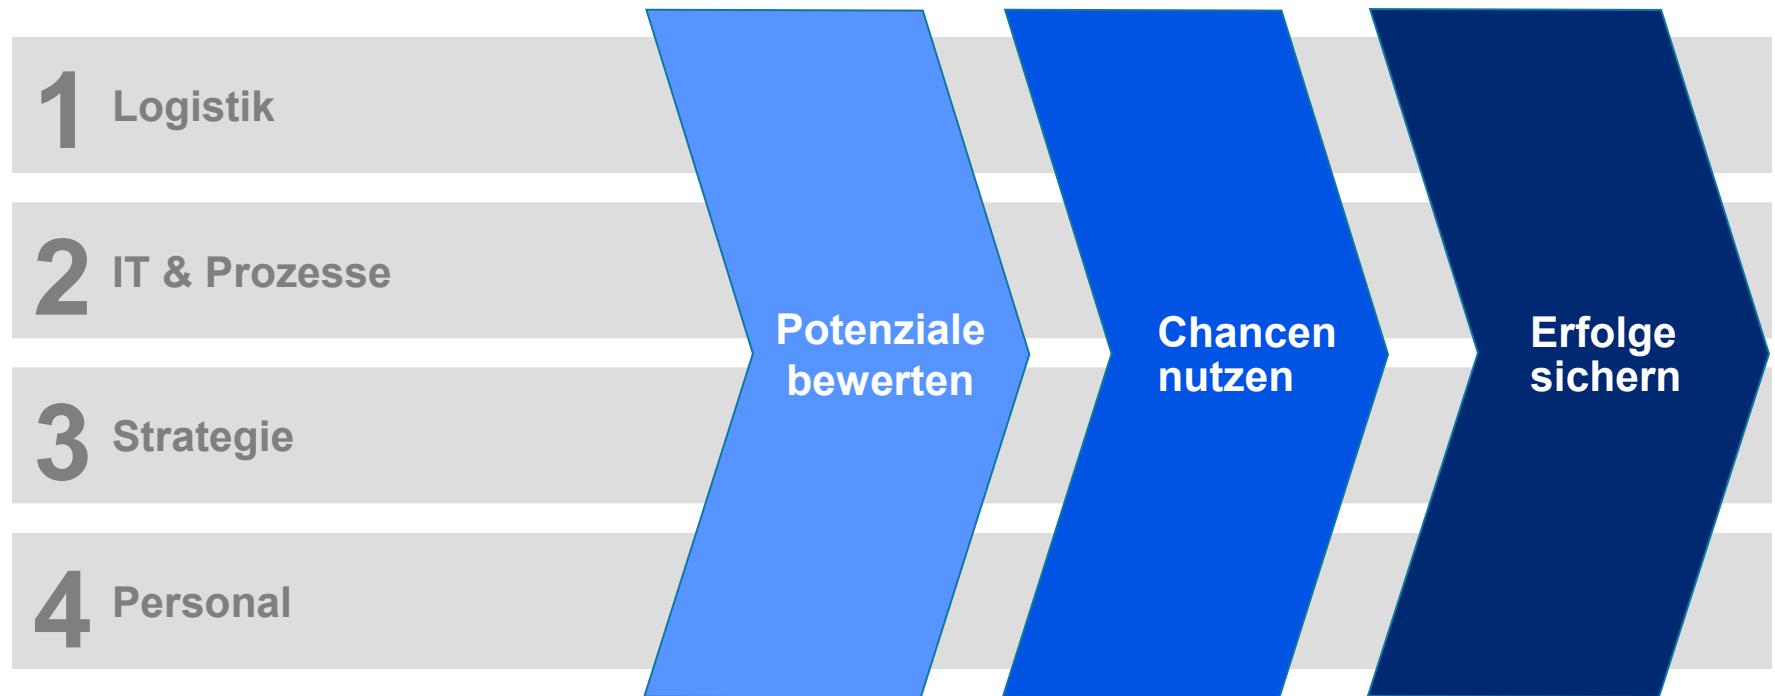 1 Logistik
2 IT & Prozesse
3 Strategie
4 Personal
Potenziale
bewerten
Chancen
nutzen
Erfolge
sichern